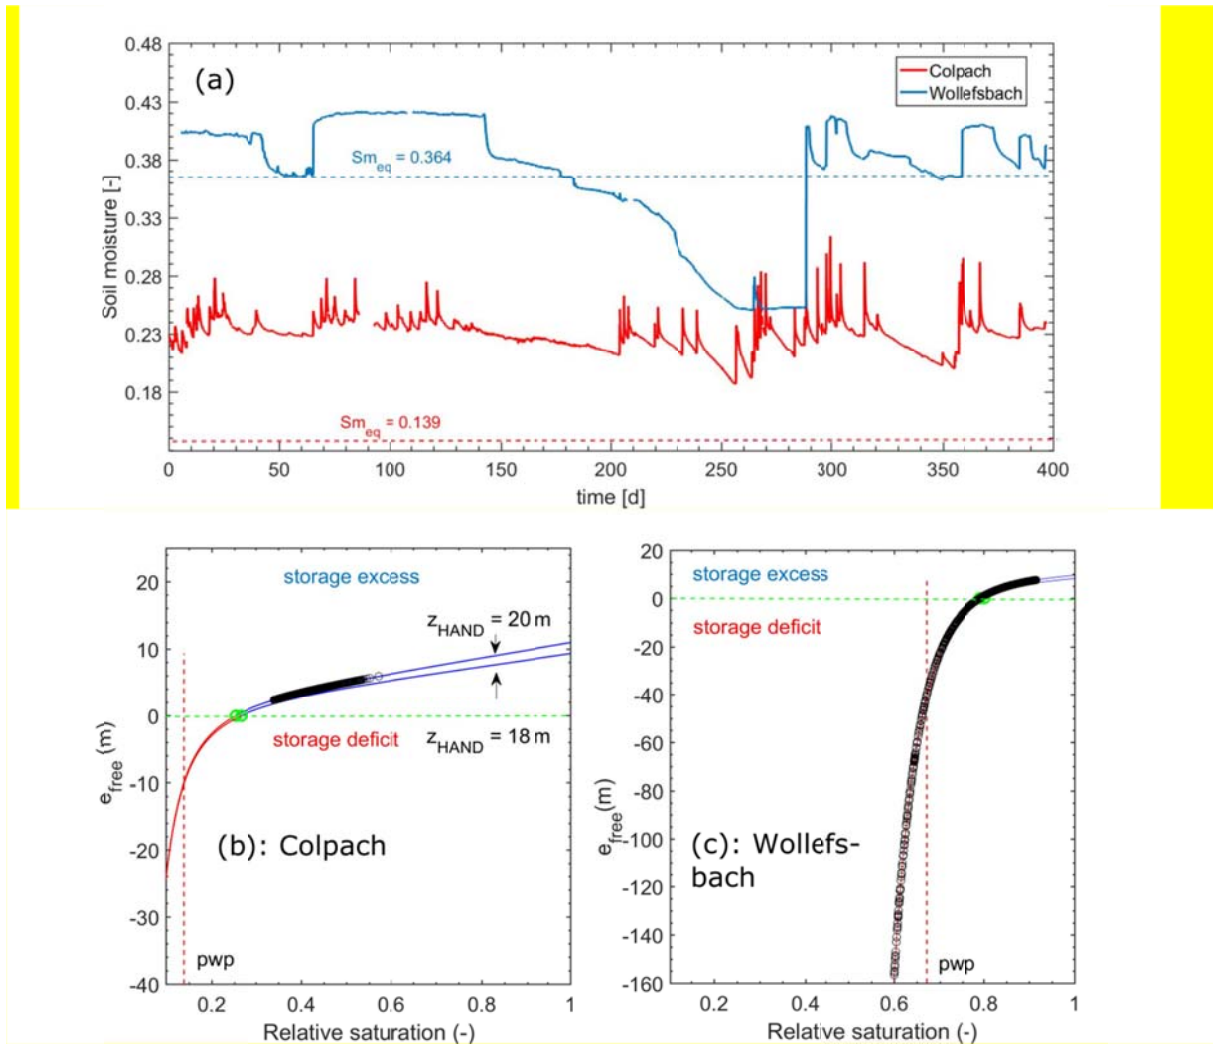 0.48
0.43
0.38
0.33
0.28
0.23
0.18
Soil moisture [-]
(a)
Colpach
Wollefsbach
Sm_eq = 0.364
Sm_eq = 0.139
0 50 100 150 200 250 300 350 400
time [d]
20
10
0
-10
-20
-30
-40
e_free (m)
storage excess
z_HAND = 20 m
storage deficit
z_HAND = 18 m
(b): Colpach
pwp
0.2 0.4 0.6 0.8 1
Relative saturation (-)
20
0
-20
-40
-60
-80
-100
-120
-140
-160
e_free (m)
storage excess
storage deficit
(c): Wollefs-
bach
pwp
0.2 0.4 0.6 0.8 1
Relative saturation (-)